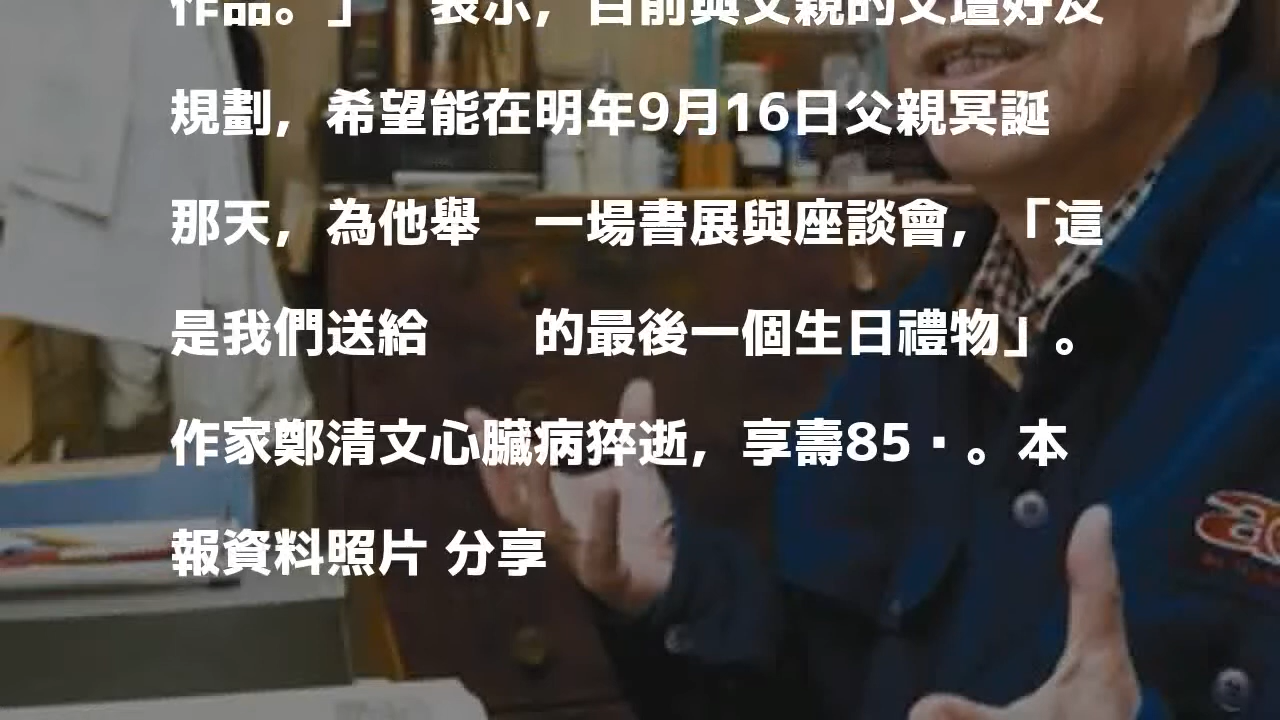 作品。」　表示，日前與父親的文壇好友
規劃，希望能在明年9月16日父親冥誕
那天，為他舉　一場書展與座談會，「這
是我們送給　　的最後一個生日禮物」。
作家鄭清文心臟病猝逝，享壽85▪。本
報資料照片 分享